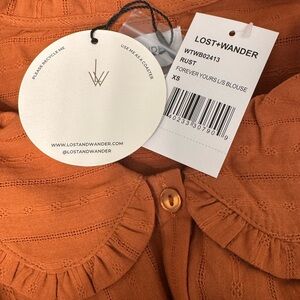 PLEASE RECYCLE ME
USE ME AS A COASTER
LW
WWW.LOSTANDWANDER.COM
@LOSTANDWANDER
LOST+WANDER
WTWB02413
RUST
FOREVER YOURS L/S BLOUSE
XS